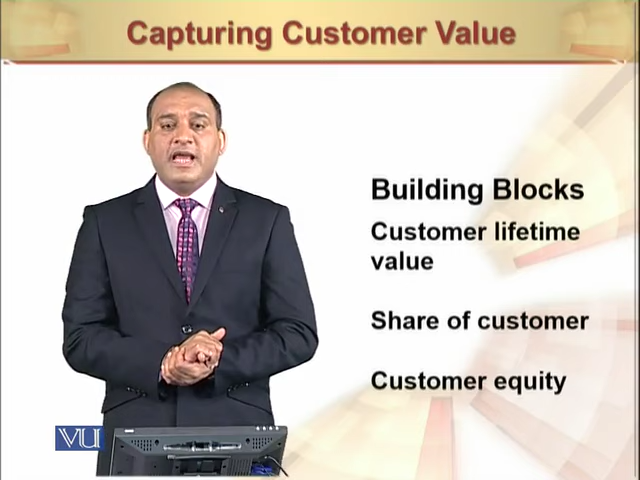 Capturing Customer Value
Building Blocks
Customer lifetime
value
Share of customer
Customer equity
VU